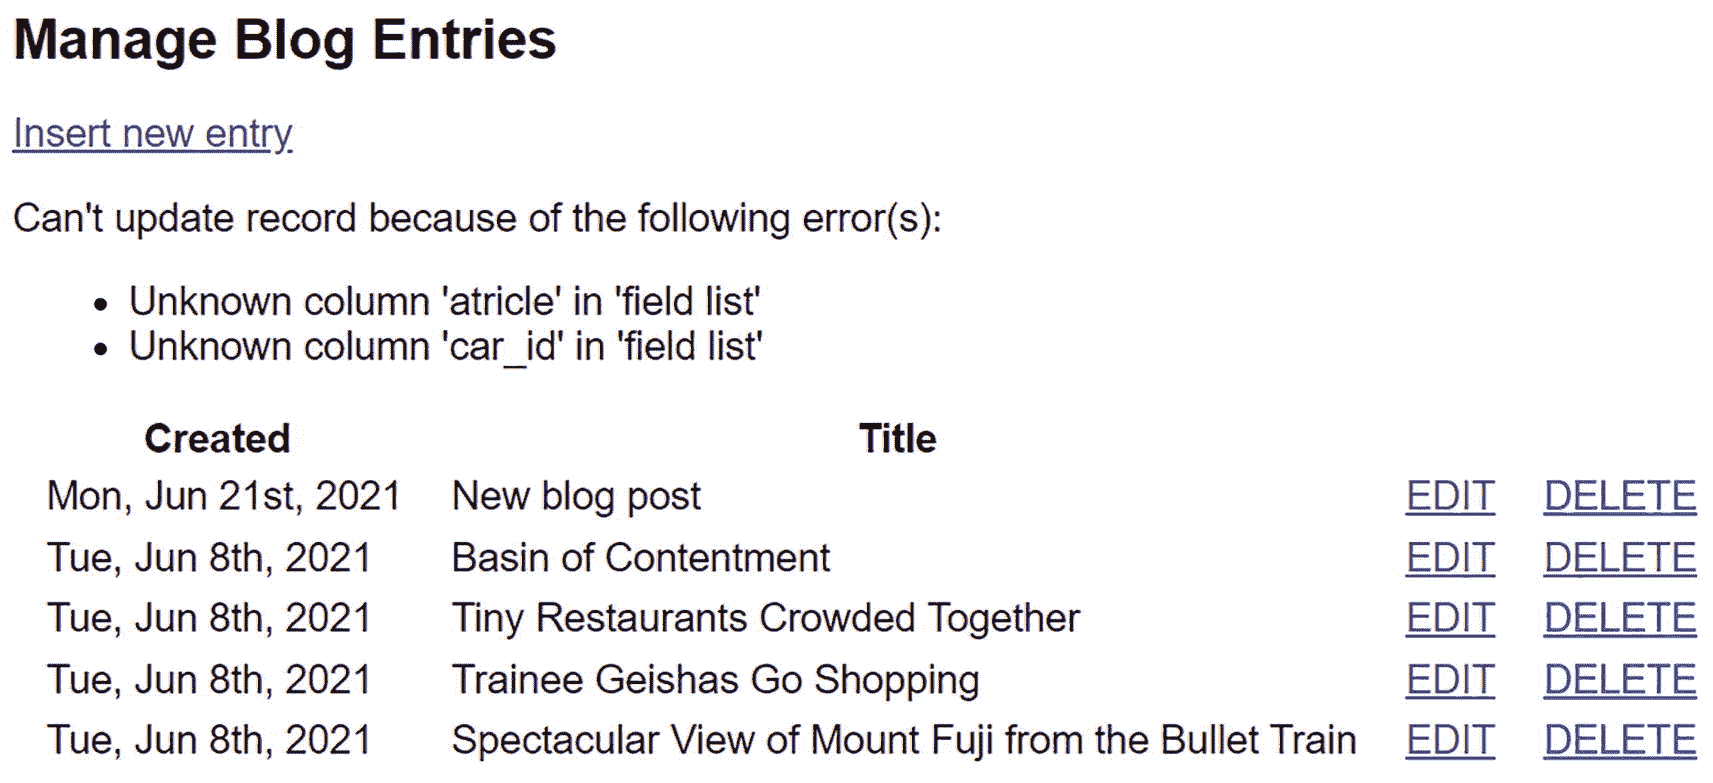 Manage Blog Entries
Insert new entry
Can't update record because of the following error(s):
• Unknown column 'atricle' in 'field list'
• Unknown column 'car_id' in 'field list'
Created Title
Mon, Jun 21st, 2021 New blog post EDIT DELETE
Tue, Jun 8th, 2021 Basin of Contentment EDIT DELETE
Tue, Jun 8th, 2021 Tiny Restaurants Crowded Together EDIT DELETE
Tue, Jun 8th, 2021 Trainee Geishas Go Shopping EDIT DELETE
Tue, Jun 8th, 2021 Spectacular View of Mount Fuji from the Bullet Train EDIT DELETE